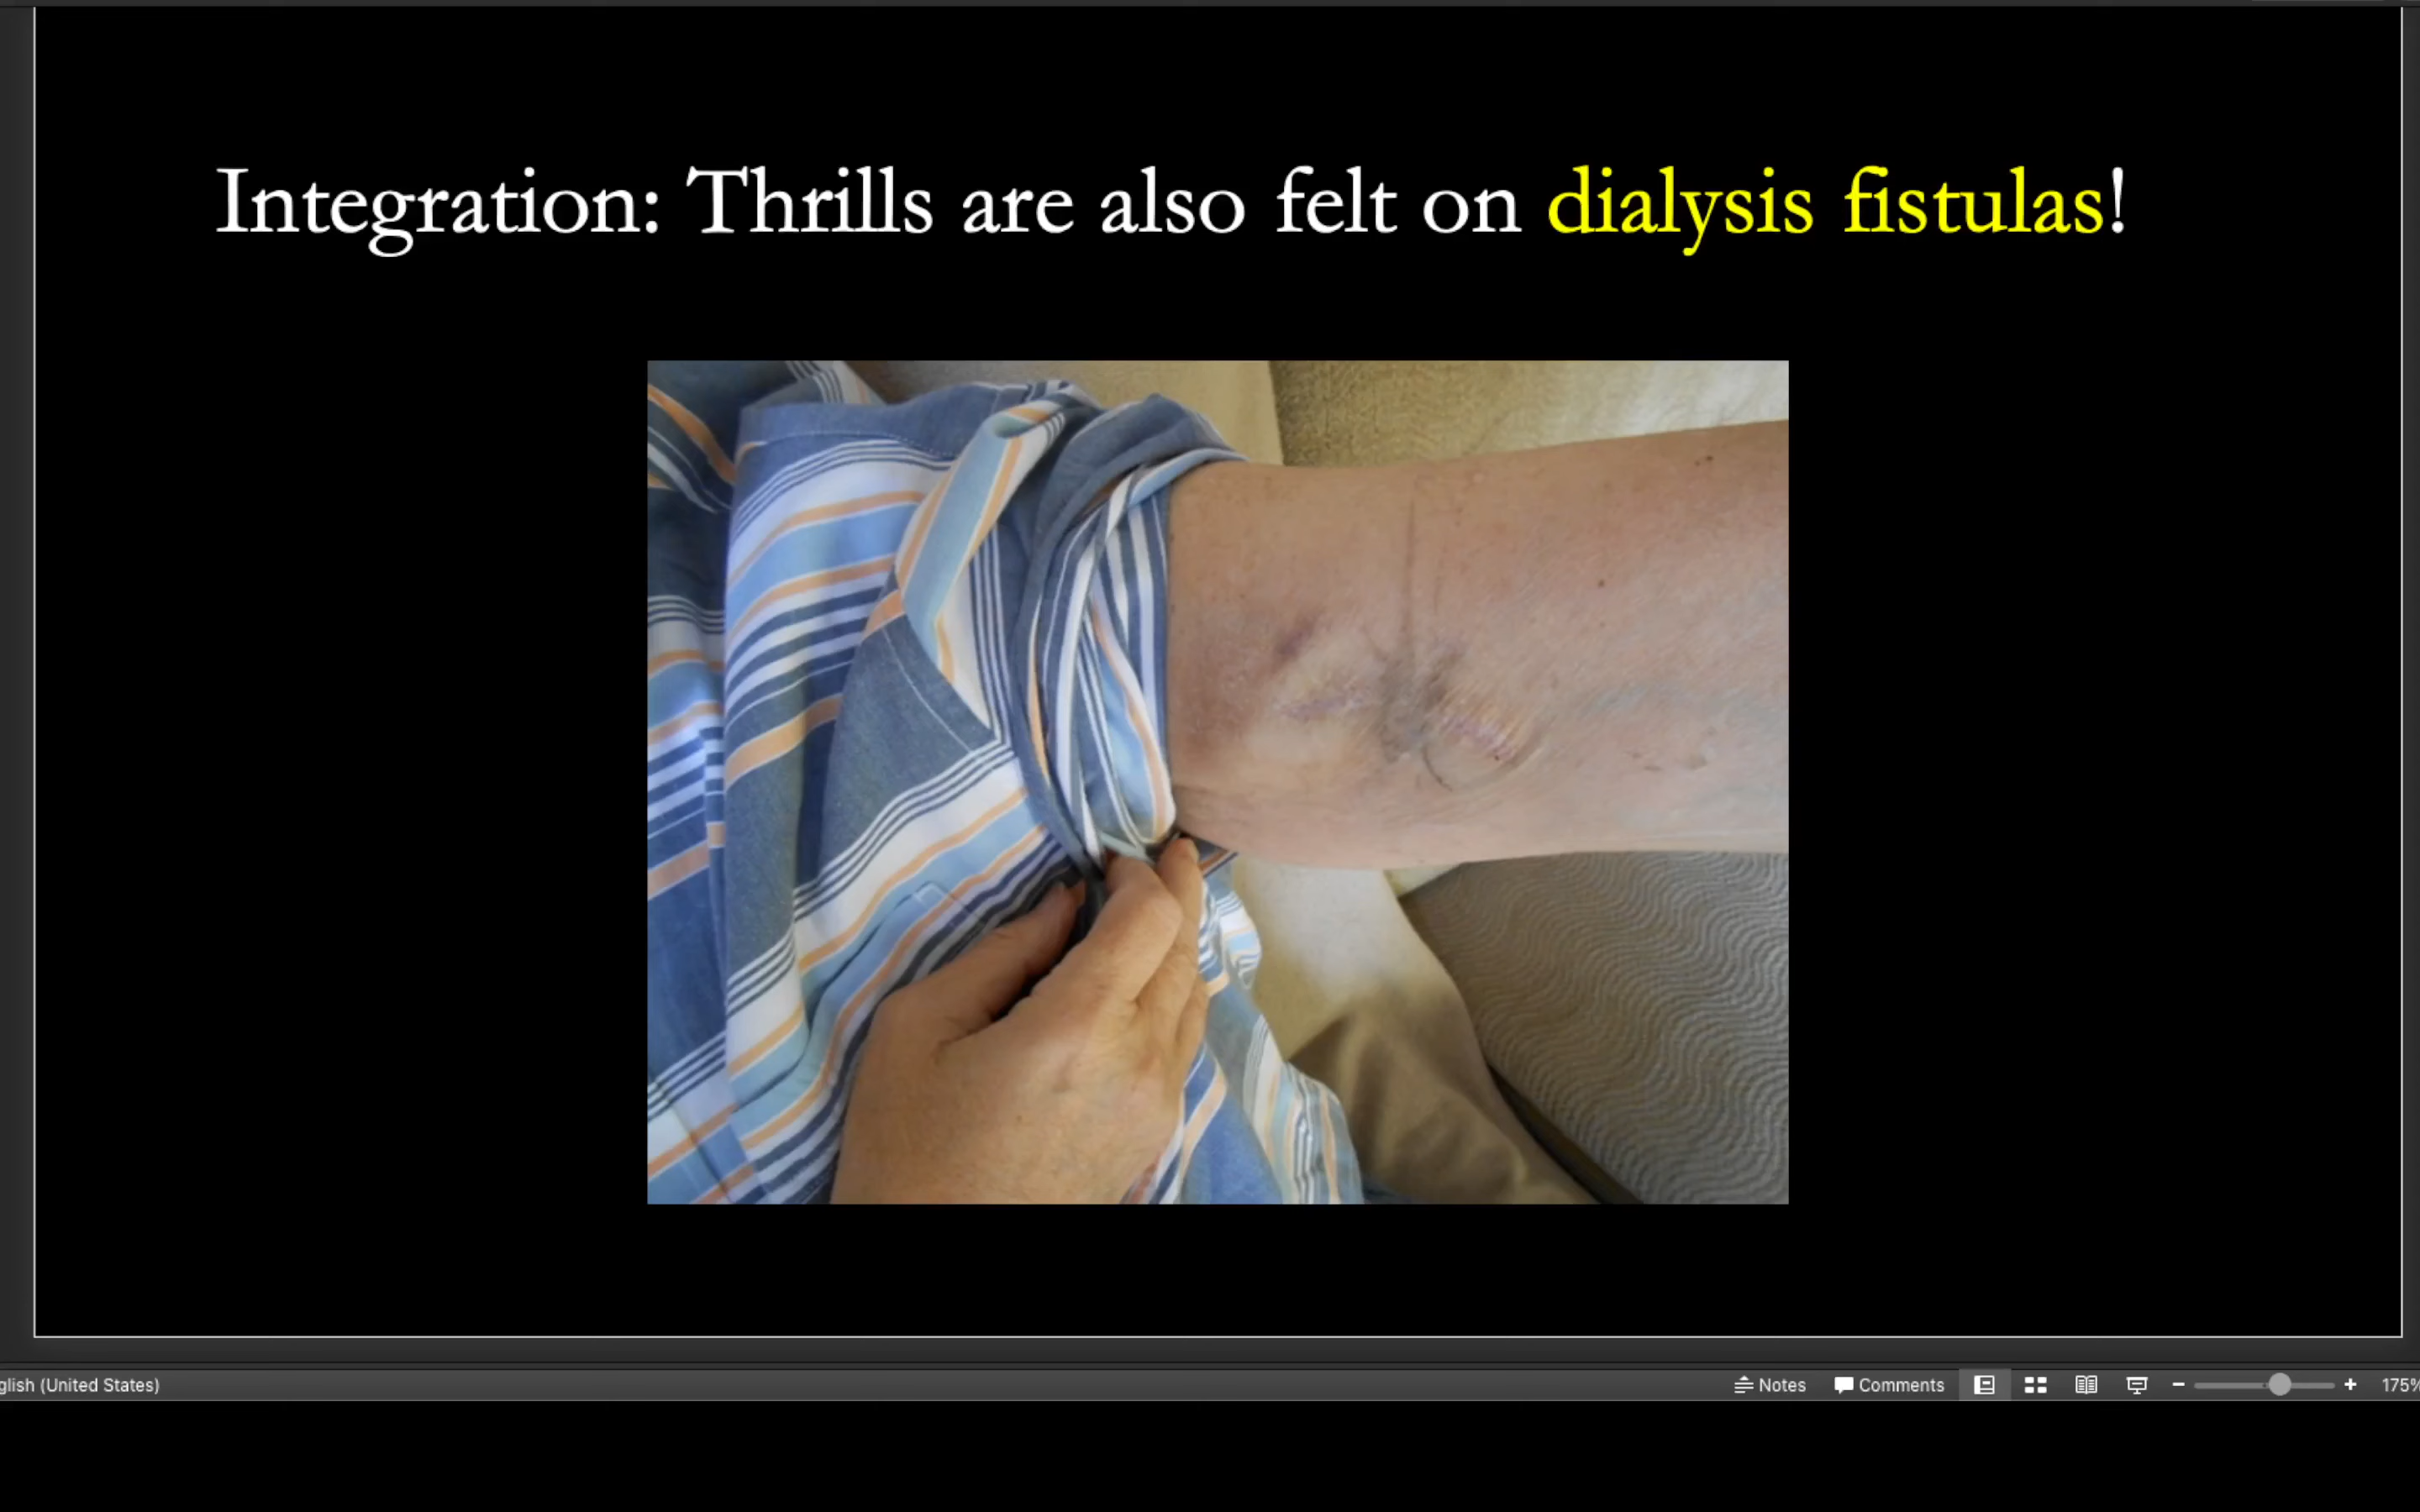 Integration: Thrills are also felt on dialysis fistulas!
glish (United States)
Notes
Comments
175%